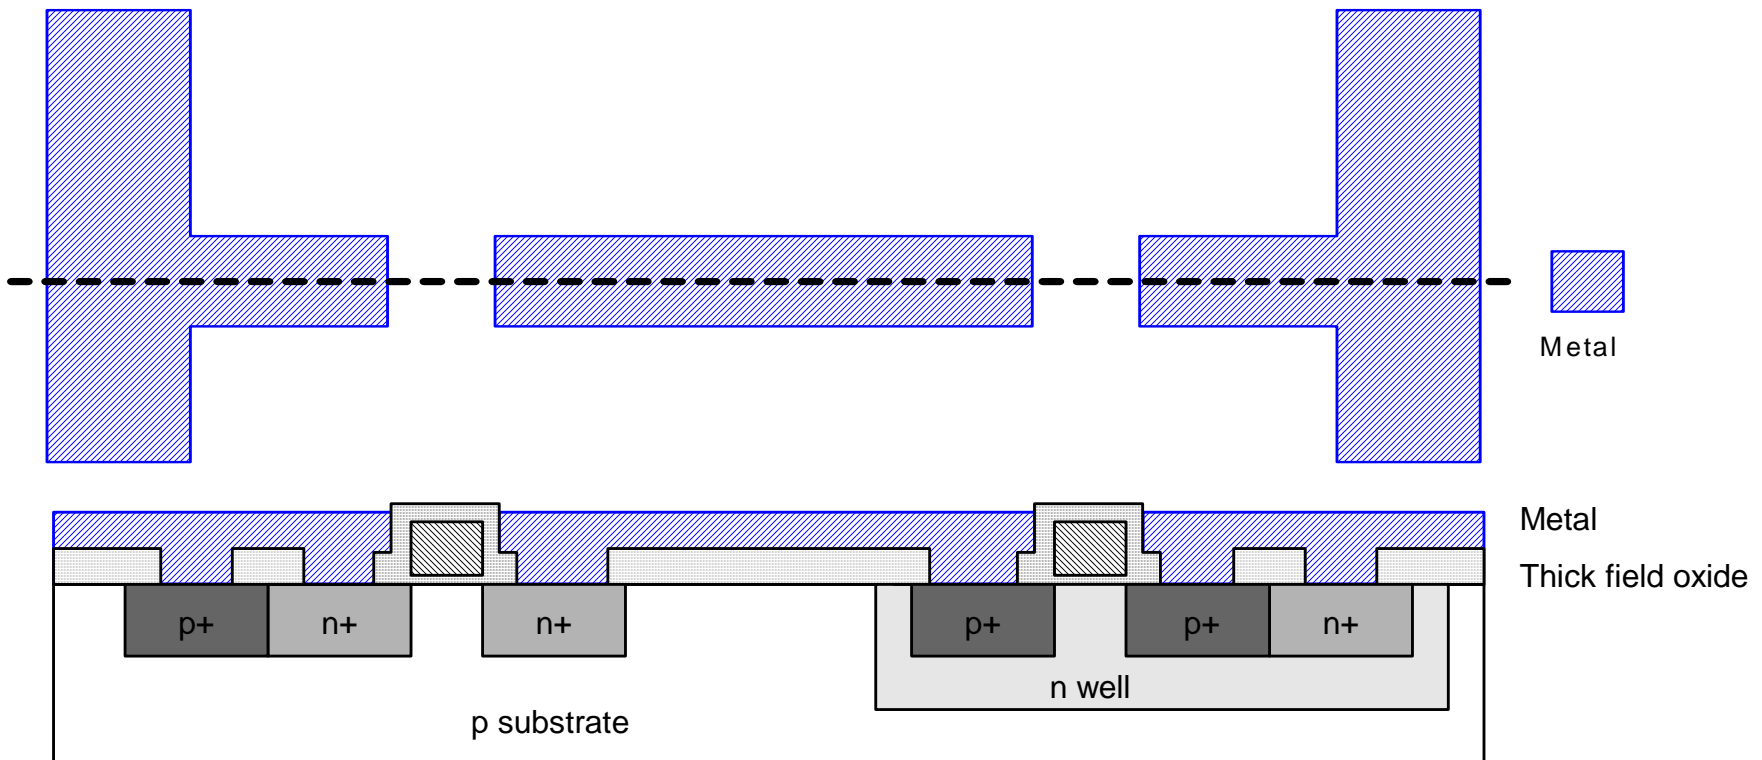 Metal
Metal
Thick field oxide
p+ n+ n+ p+ p+ n+
n well
p substrate